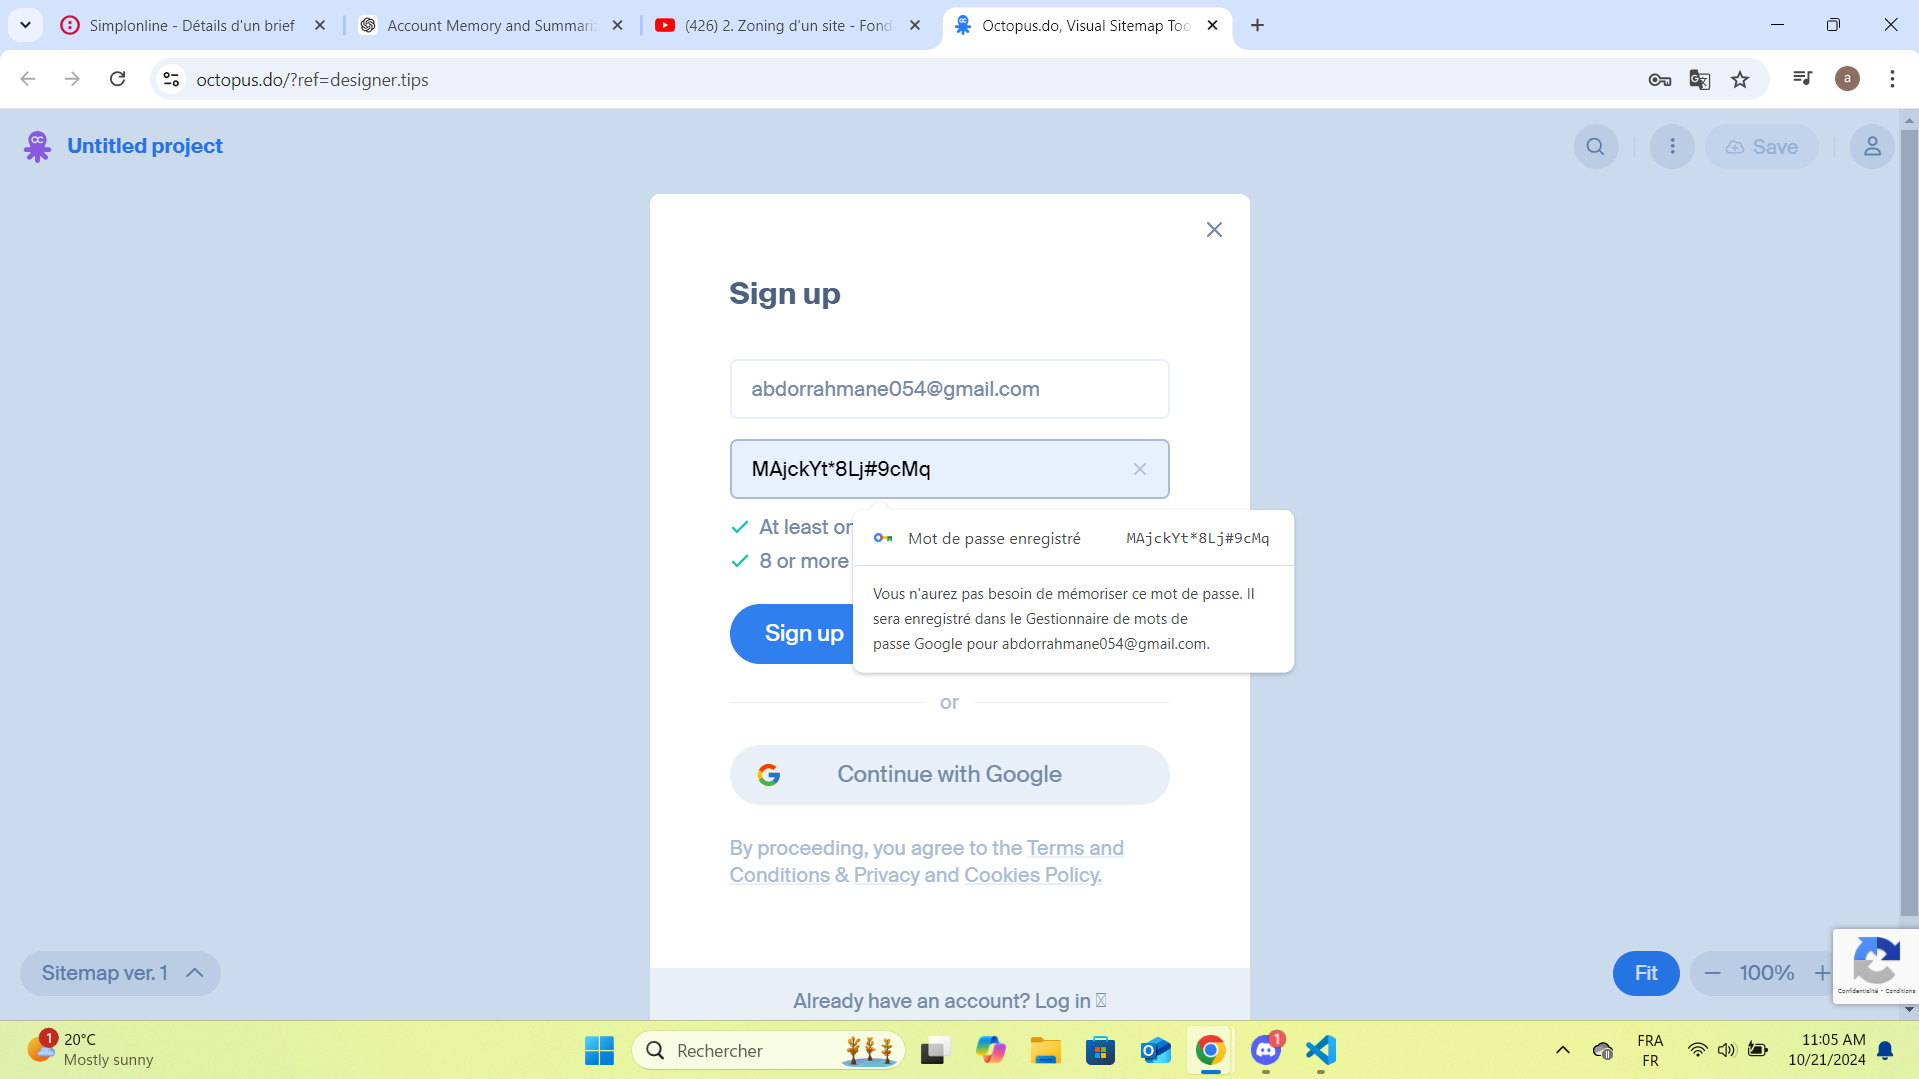 Simplonline - Détails d'un brief
Account Memory and Summari
(426) 2. Zoning d'un site - Fond
Octopus.do, Visual Sitemap Too
octopus.do/?ref=designer.tips
a
Untitled project
Save
Sign up
abdorrahmane054@gmail.com
MAjckYt*8Lj#9cMq
At least or
8 or more
Mot de passe enregistré MAjckYt*8Lj#9cMq
Vous n'aurez pas besoin de mémoriser ce mot de passe. Il
sera enregistré dans le Gestionnaire de mots de
passe Google pour abdorrahmane054@gmail.com.
Sign up
or
Continue with Google
By proceeding, you agree to the Terms and
Conditions & Privacy and Cookies Policy.
Already have an account? Log in
Sitemap ver. 1
Fit
100%
Confidentialité - Conditions
1
20°C
Mostly sunny
Rechercher
1
FRA
FR
11:05 AM
10/21/2024